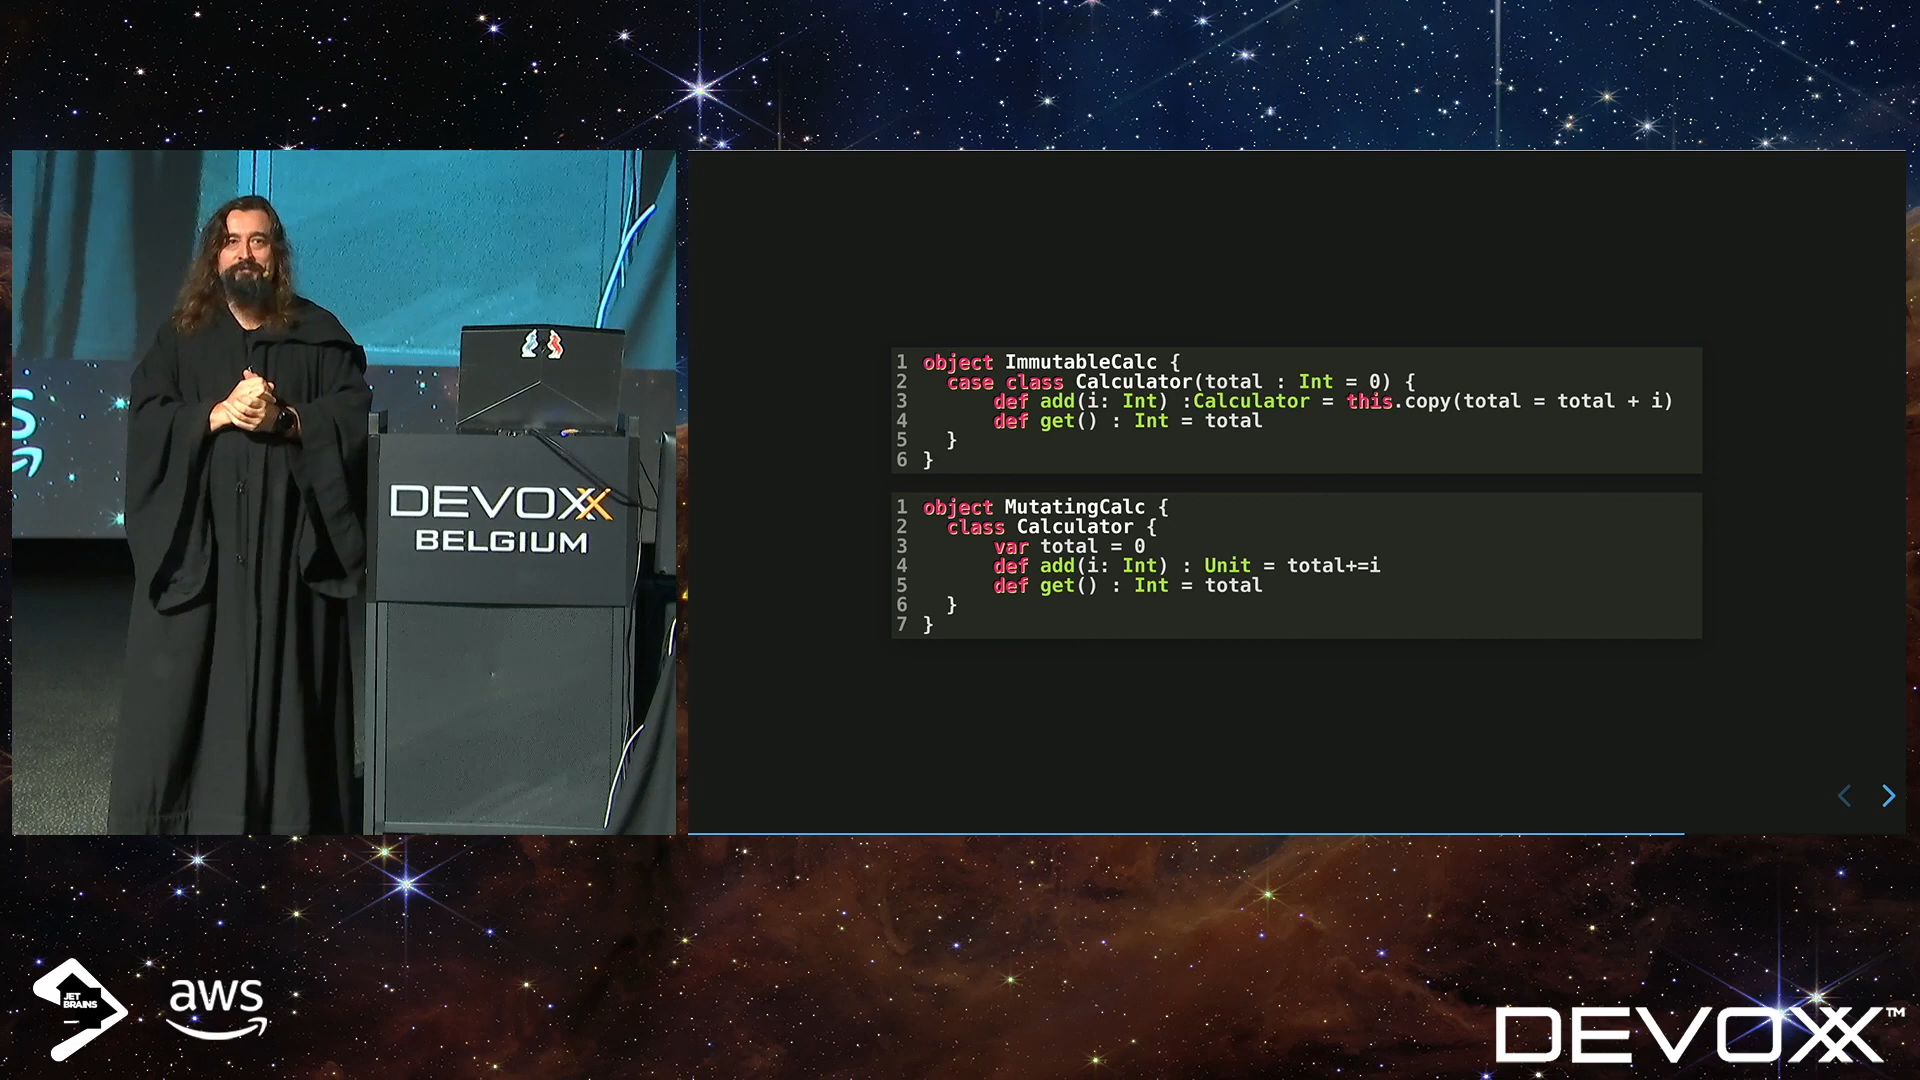 1 object ImmutableCalc {
2   case class Calculator(total : Int = 0) {
3       def add(i: Int) :Calculator = this.copy(total = total + i)
4       def get() : Int = total
5   }
6 }
1 object MutatingCalc {
2   class Calculator {
3       var total = 0
4       def add(i: Int) : Unit = total+=i
5       def get() : Int = total
6   }
7 }
DEVOXX
BELGIUM
JET
BRAINS
aws
DEVOXX™